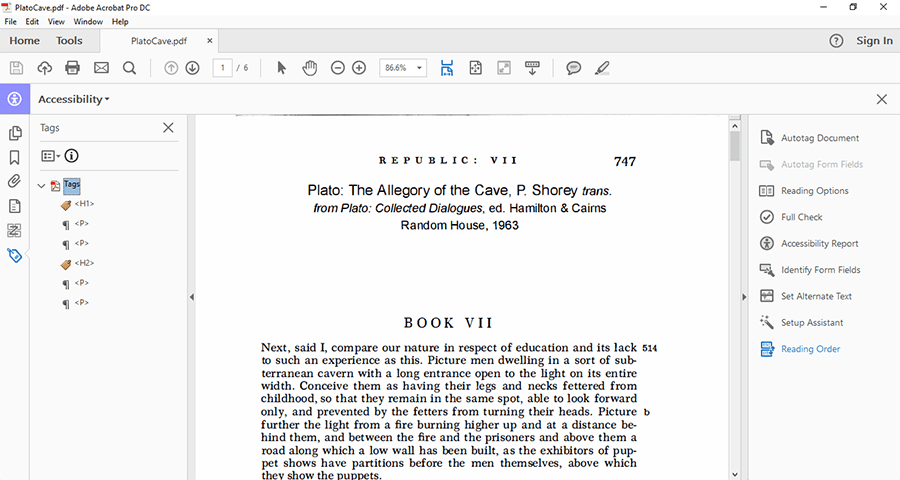 PlatoCave.pdf - Adobe Acrobat Pro DC
File Edit View Window Help
Home Tools PlatoCave.pdf × Sign In
1 / 6 86.6%
Accessibility
Tags
Tags
<H1>
<P>
<P>
<H2>
<P>
<P>
REPUBLIC: VII 747
Plato: The Allegory of the Cave, P. Shorey trans.
from Plato: Collected Dialogues, ed. Hamilton & Cairns
Random House, 1963
BOOK VII
Next, said I, compare our nature in respect of education and its lack 514
to such an experience as this. Picture men dwelling in a sort of sub-
terranean cavern with a long entrance open to the light on its entire
width. Conceive them as having their legs and necks fettered from
childhood, so that they remain in the same spot, able to look forward
only, and prevented by the fetters from turning their heads. Picture b
further the light from a fire burning higher up and at a distance be-
hind them, and between the fire and the prisoners and above them a
road along which a low wall has been built, as the exhibitors of pup-
pet shows have partitions before the men themselves, above which
they show the puppets.
Autotag Document
Autotag Form Fields
Reading Options
Full Check
Accessibility Report
Identify Form Fields
Set Alternate Text
Setup Assistant
Reading Order